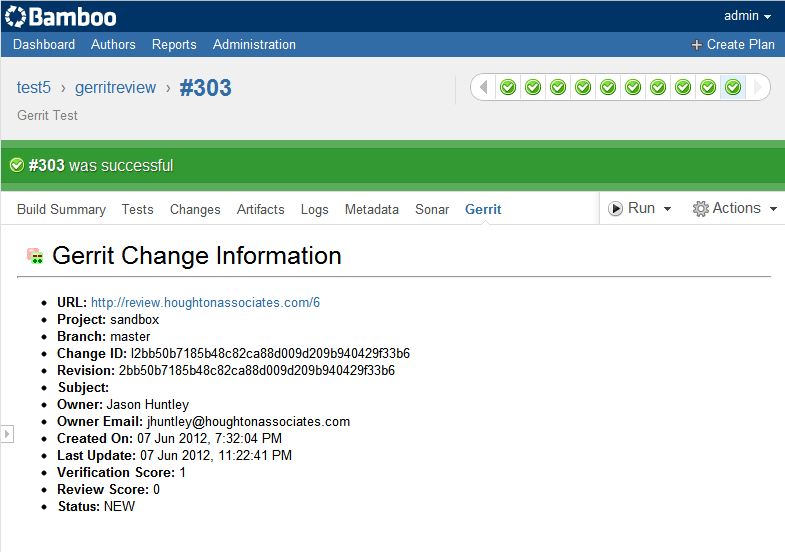 Bamboo
admin
Dashboard Authors Reports Administration Create Plan
test5 › gerritreview › #303
Gerrit Test
#303 was successful
Build Summary Tests Changes Artifacts Logs Metadata Sonar Gerrit Run Actions
Gerrit Change Information
URL: http://review.houghtonassociates.com/6
Project: sandbox
Branch: master
Change ID: I2bb50b7185b48c82ca88d009d209b940429f33b6
Revision: 2bb50b7185b48c82ca88d009d209b940429f33b6
Subject:
Owner: Jason Huntley
Owner Email: jhuntley@houghtonassociates.com
Created On: 07 Jun 2012, 7:32:04 PM
Last Update: 07 Jun 2012, 11:22:41 PM
Verification Score: 1
Review Score: 0
Status: NEW